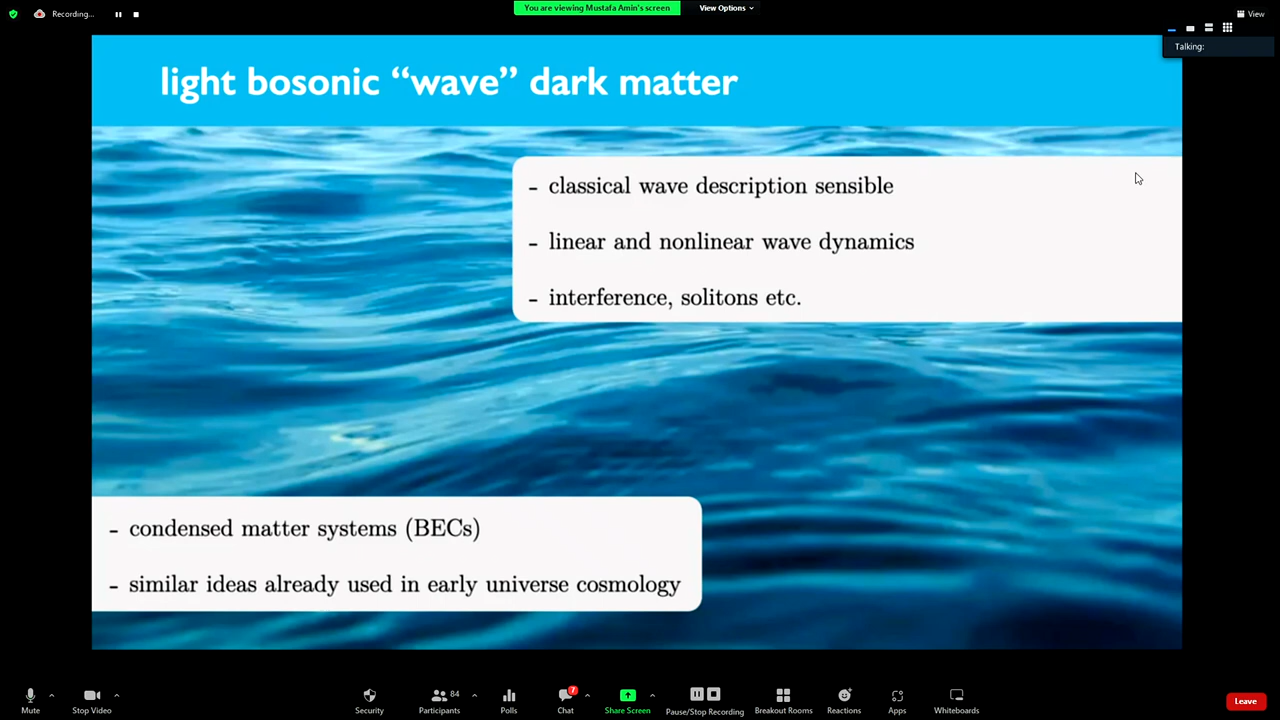 Recording...
You are viewing Mustafa Amin's screen
View Options
View
Talking:
light bosonic “wave” dark matter
- classical wave description sensible
- linear and nonlinear wave dynamics
- interference, solitons etc.
- condensed matter systems (BECs)
- similar ideas already used in early universe cosmology
Mute
Stop Video
Security
84
Participants
Polls
7
Chat
Share Screen
Pause/Stop Recording
Breakout Rooms
Reactions
Apps
Whiteboards
Leave